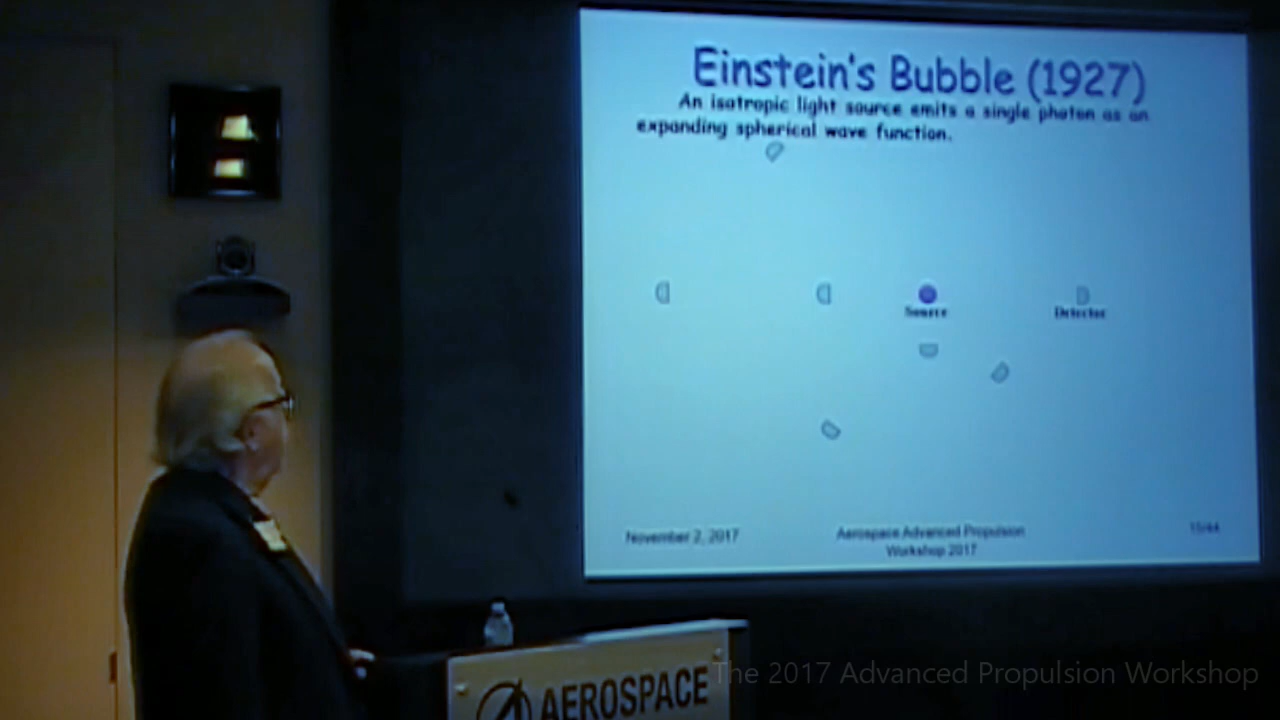 Einstein's Bubble (1927)
An isotropic light source emits a single photon as an
expanding spherical wave function.
Source
Detector
November 2, 2017
Aerospace Advanced Propulsion
Workshop 2017
AEROSPACE
The 2017 Advanced Propulsion Workshop